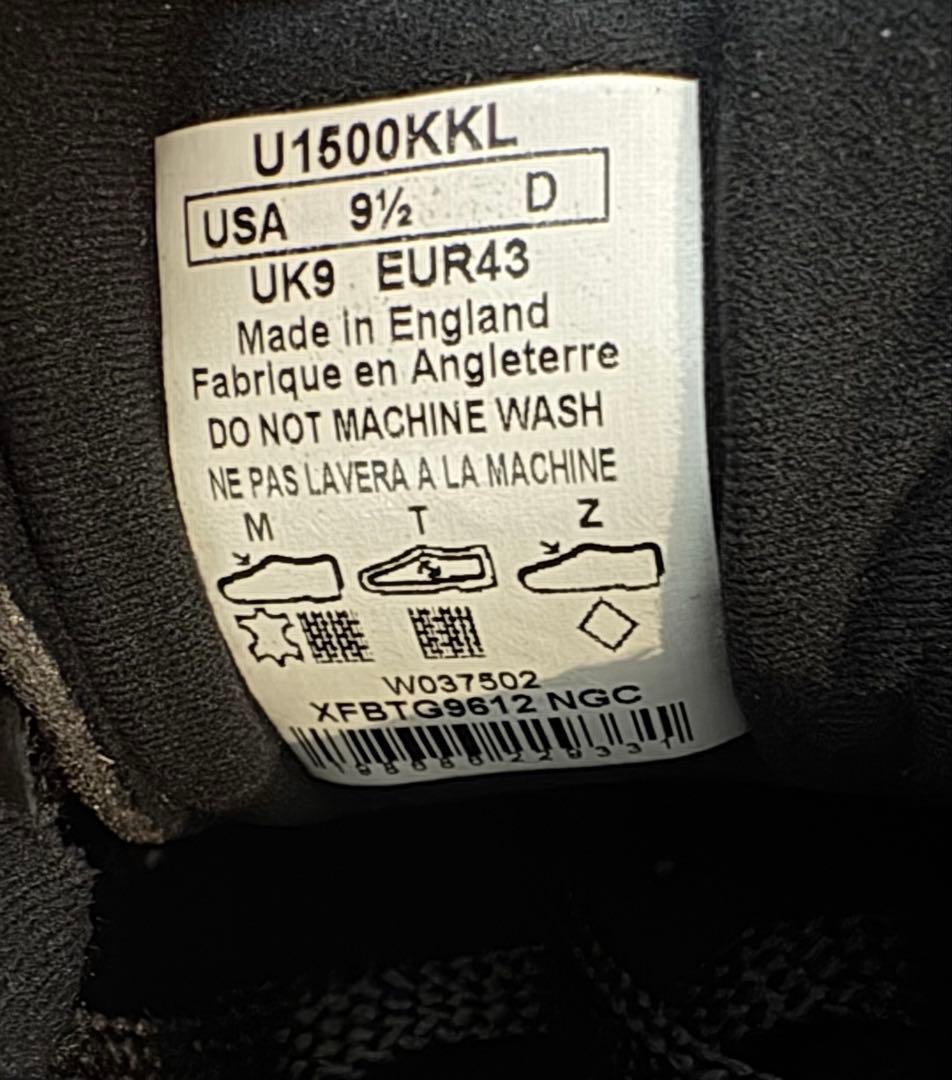 U1500KKL
USA 9½ D
UK9 EUR43
Made in England
Fabrique en Angleterre
DO NOT MACHINE WASH
NE PAS LAVERA A LA MACHINE
M T Z
W037502
XFBTG9612 NGC